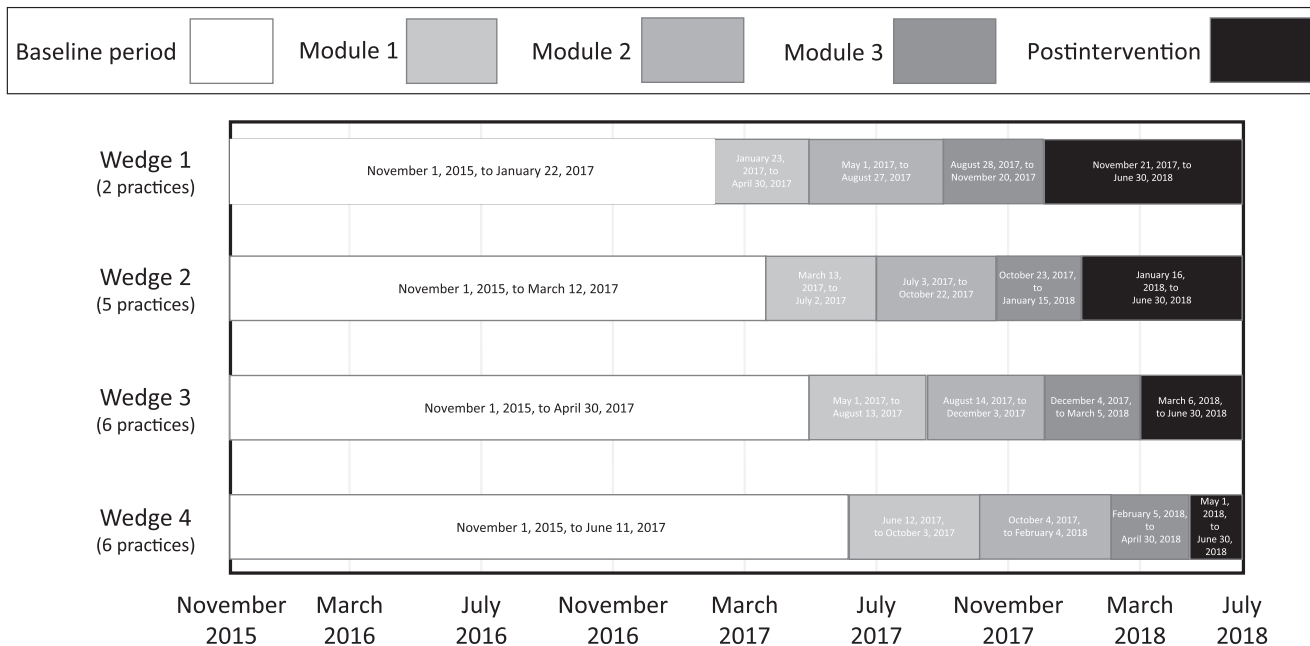 Baseline period
Module 1
Module 2
Module 3
Postintervention
Wedge 1
(2 practices)
November 1, 2015, to January 22, 2017
January 23,
2017, to
April 30, 2017
May 1, 2017, to
August 27, 2017
August 28, 2017, to
November 20, 2017
November 21, 2017, to
June 30, 2018
Wedge 2
(5 practices)
November 1, 2015, to March 12, 2017
March 13,
2017, to
July 2, 2017
July 3, 2017, to
October 22, 2017
October 23, 2017,
to
January 15, 2018
January 16,
2018, to
June 30, 2018
Wedge 3
(6 practices)
November 1, 2015, to April 30, 2017
May 1, 2017, to
August 13, 2017
August 14, 2017, to
December 3, 2017
December 4, 2017,
to March 5, 2018
March 6, 2018,
to June 30, 2018
Wedge 4
(6 practices)
November 1, 2015, to June 11, 2017
June 12, 2017,
to October 3, 2017
October 4, 2017,
to February 4, 2018
February 5, 2018,
to
April 30, 2018
May 1,
2018,
to
June 30,
2018
November
2015
March
2016
July
2016
November
2016
March
2017
July
2017
November
2017
March
2018
July
2018